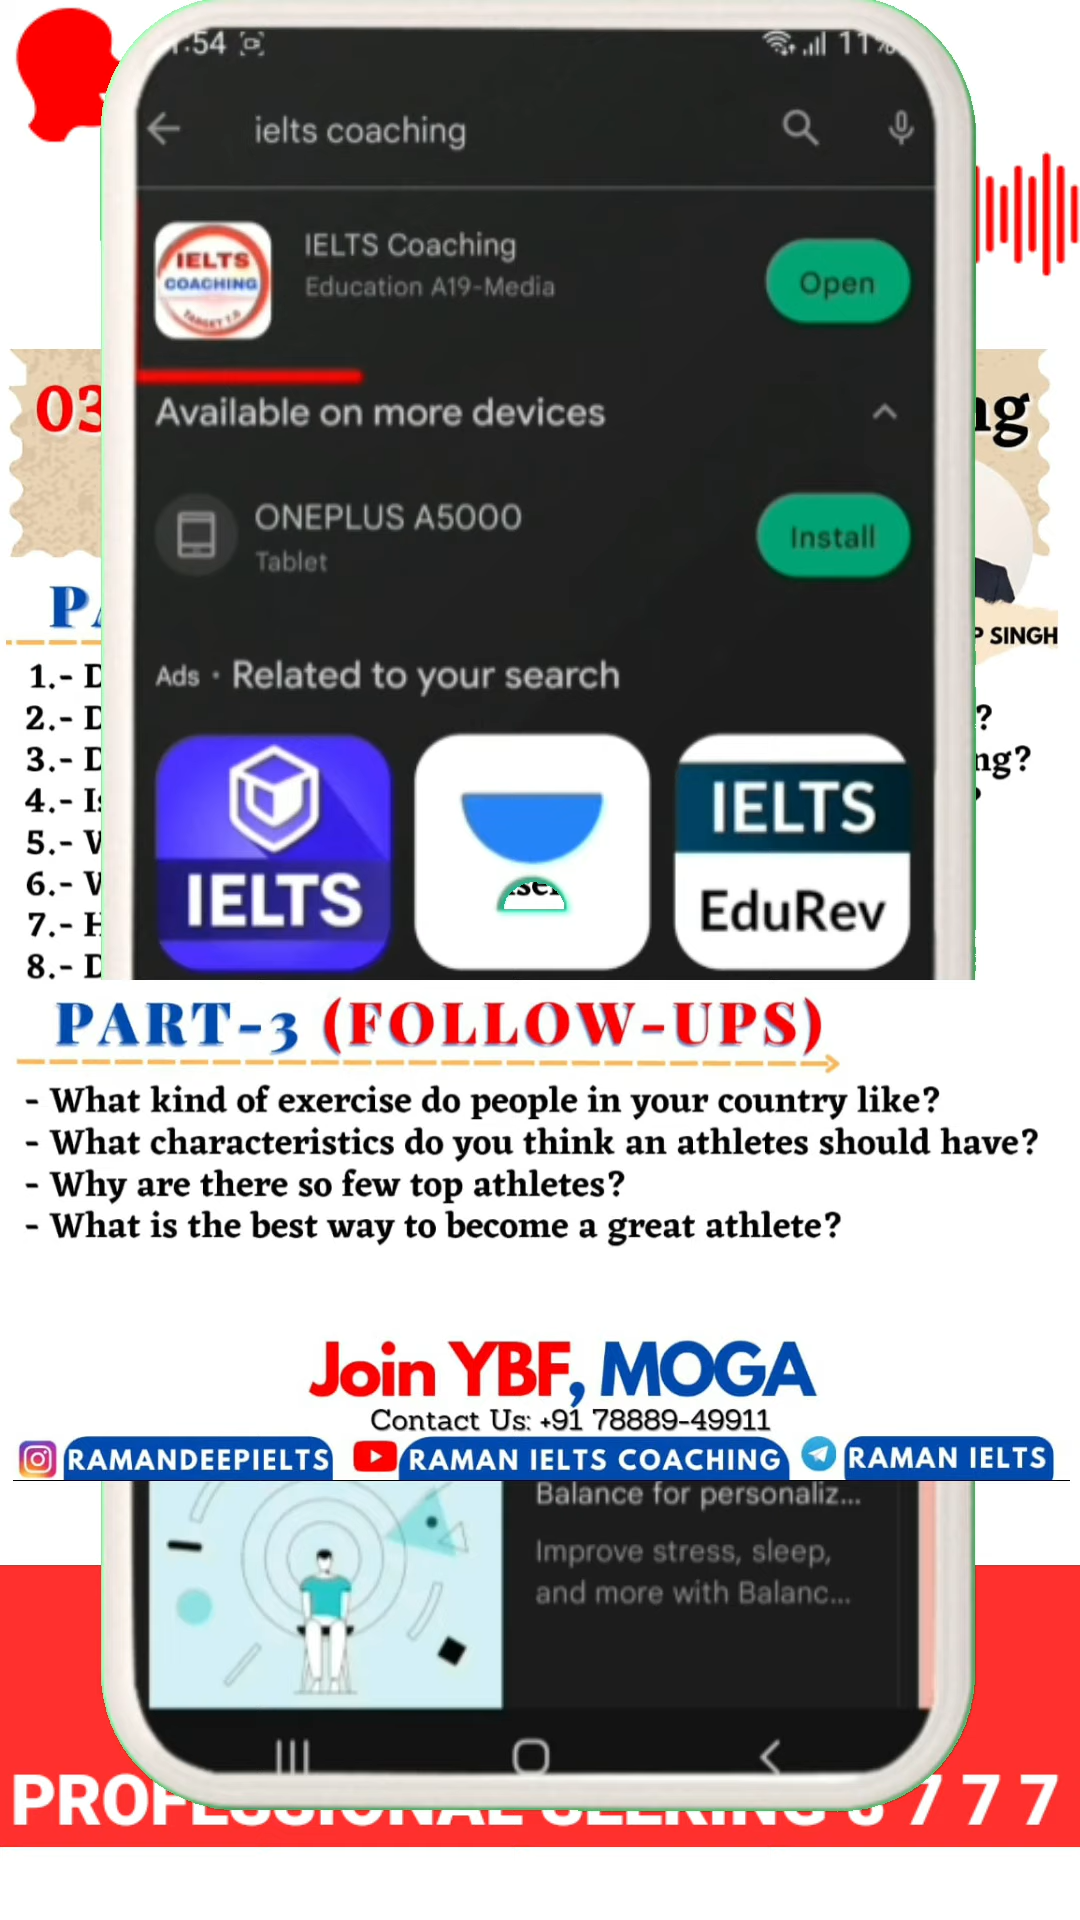 :54
11%
ielts coaching
IELTS
COACHING
TARGET 7.0
IELTS Coaching
Education A19-Media
Open
03
ng
Available on more devices
ONEPLUS A5000
Tablet
Install
P SINGH
Ads · Related to your search
1.- D
2.- D
?
3.- D
ng?
4.- I
5.- V
6.- V
7.- H
8.- D
IELTS
IELTS
EduRev
PART-3 (FOLLOW-UPS)
- What kind of exercise do people in your country like?
- What characteristics do you think an athletes should have?
- Why are there so few top athletes?
- What is the best way to become a great athlete?
Join YBF, MOGA
Contact Us: +91 78889-49911
RAMANDEEPIELTS RAMAN IELTS COACHING RAMAN IELTS
Balance for personaliz...
Improve stress, sleep,
and more with Balanc...
PROFESSIONAL 777